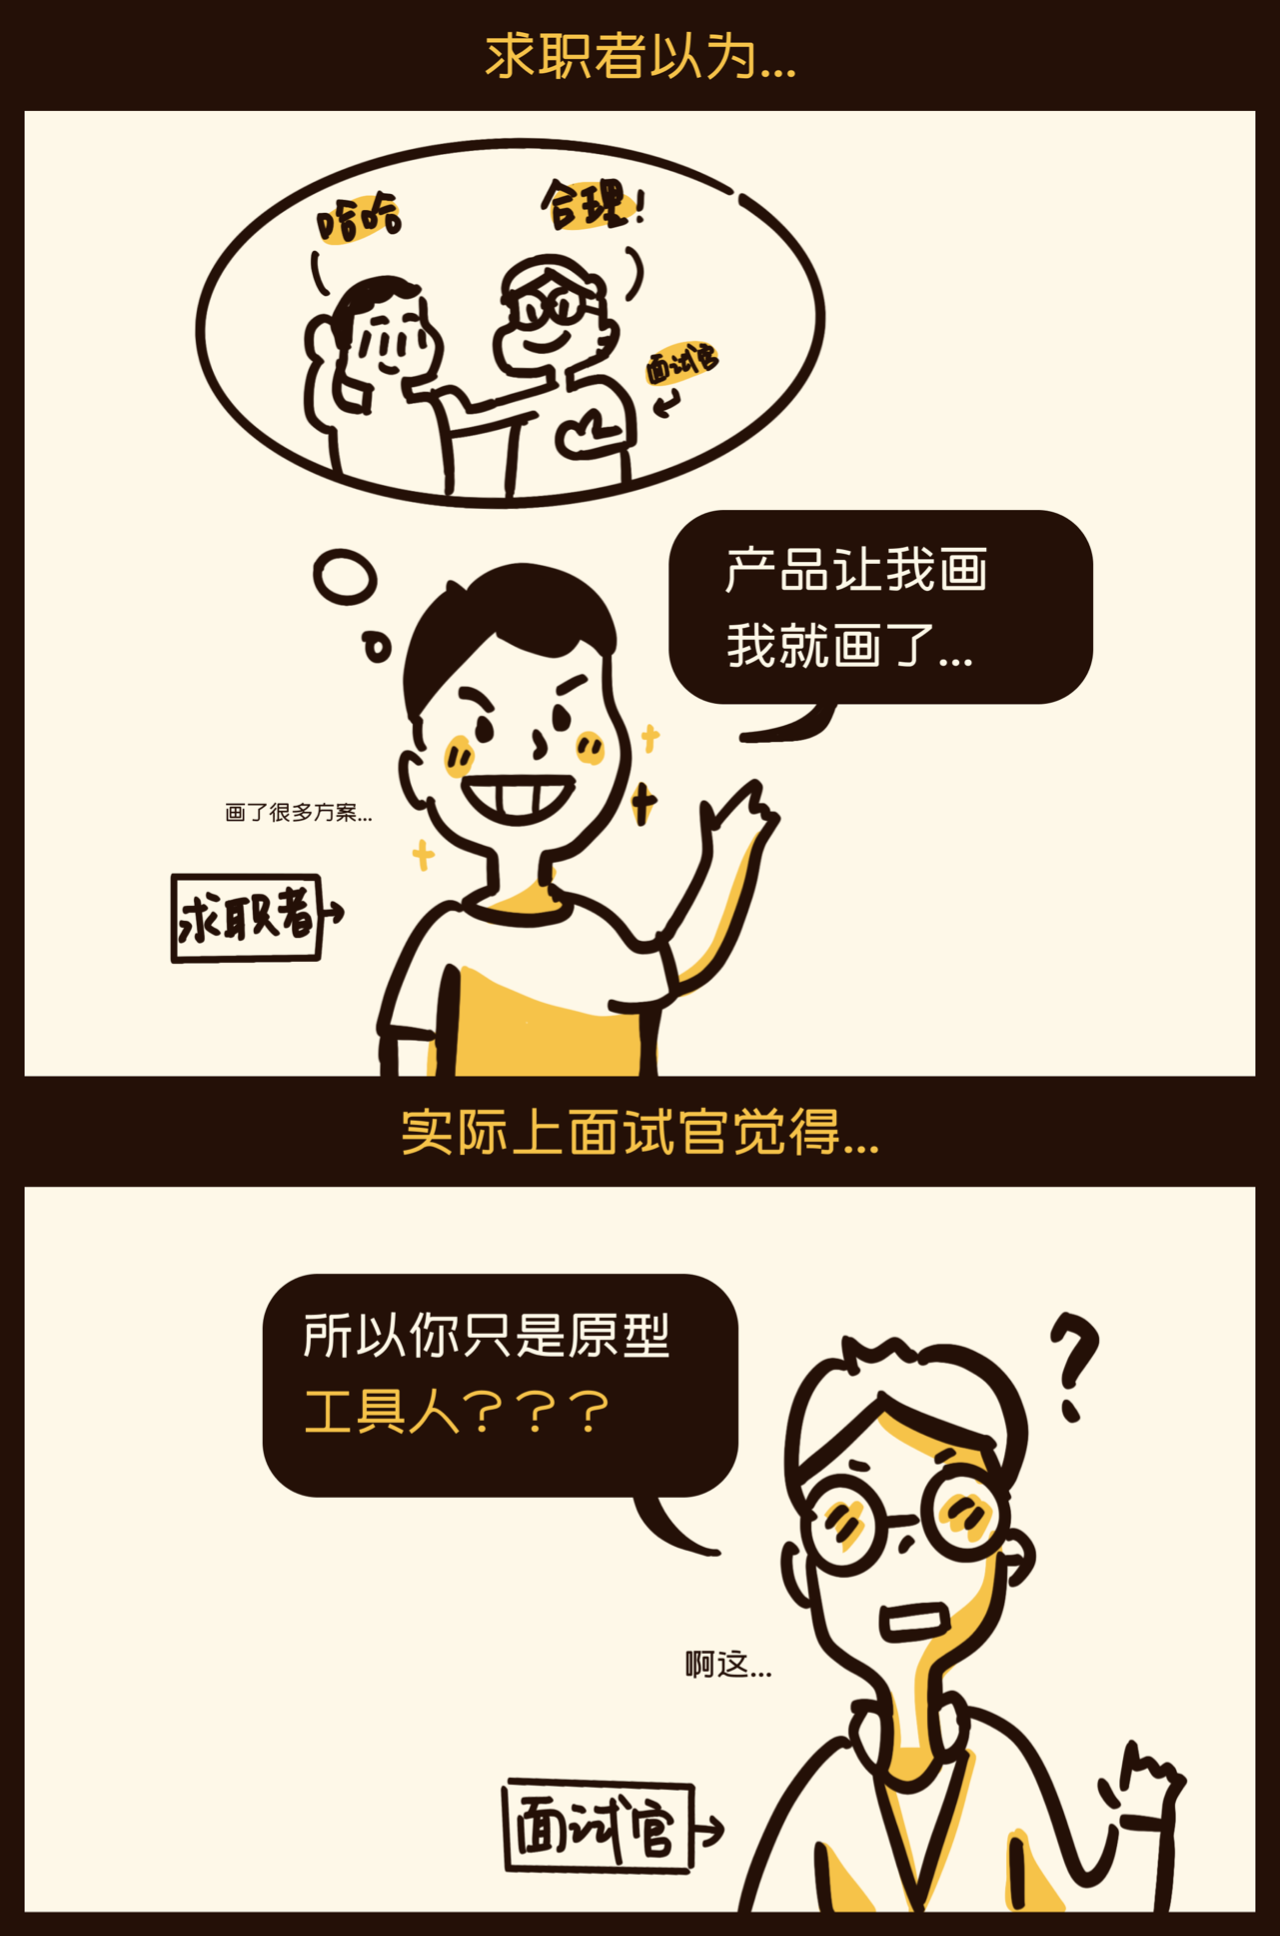 求职者以为...
哈哈
合理!
面试官
产品让我画
我就画了...
画了很多方案...
求职者
实际上面试官觉得...
所以你只是原型
工具人？？？
?
啊这...
面试官